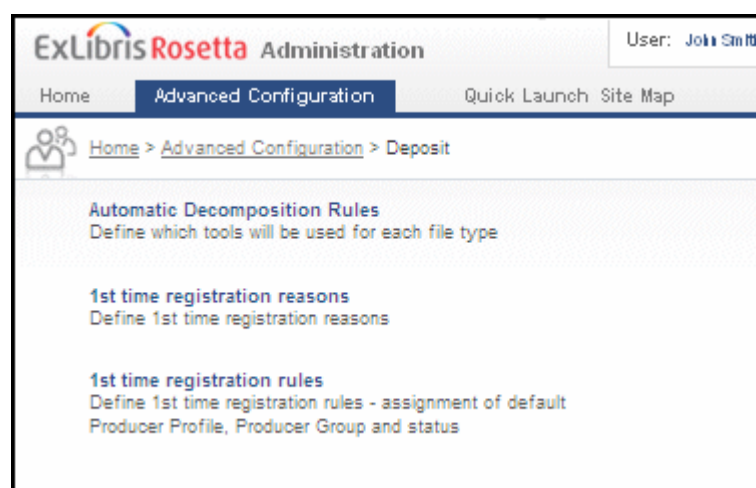 ExLibris Rosetta Administration
User: John Smith
Home Advanced Configuration Quick Launch Site Map
Home > Advanced Configuration > Deposit
Automatic Decomposition Rules
Define which tools will be used for each file type
1st time registration reasons
Define 1st time registration reasons
1st time registration rules
Define 1st time registration rules - assignment of default
Producer Profile, Producer Group and status